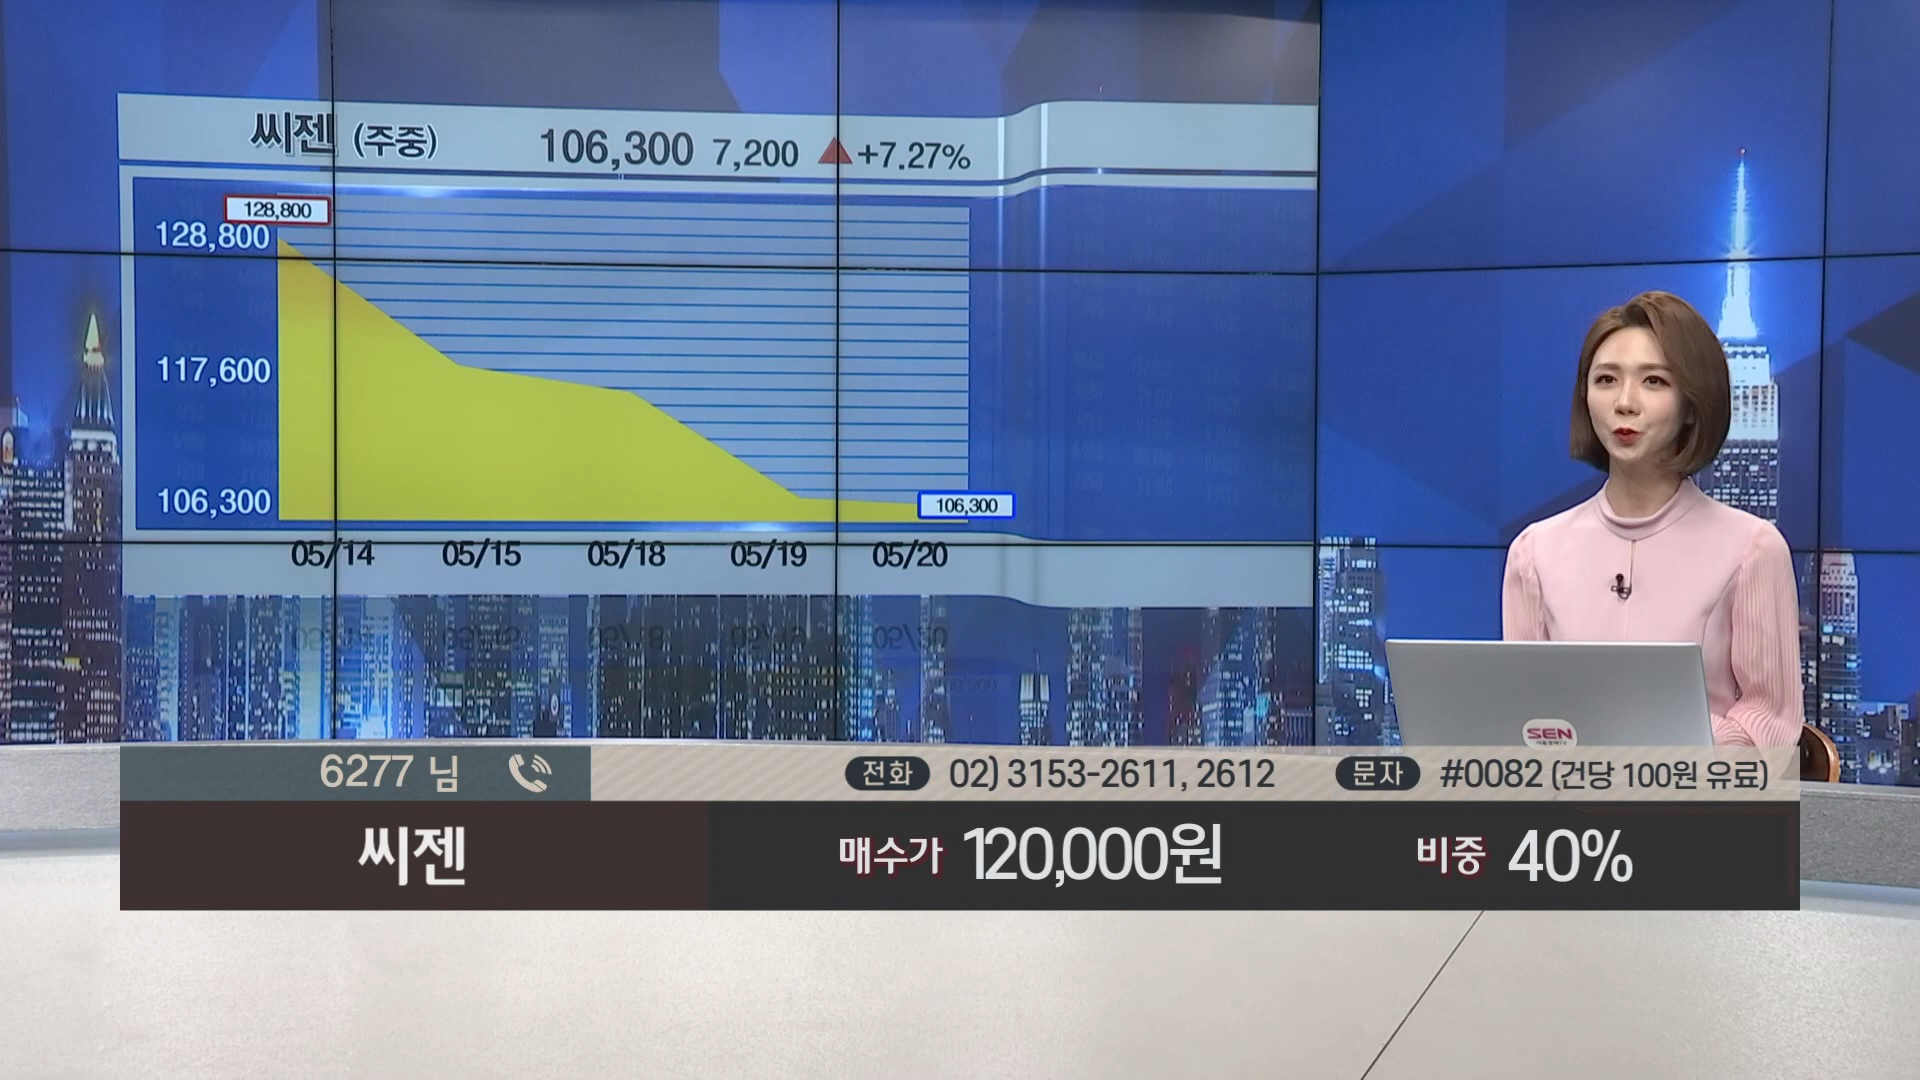 씨젠 (주중) 106,300 7,200 ▲ +7.27%
128,800
128,800
117,600
106,300
106,300
05/14 05/15 05/18 05/19 05/20
SEN
6277 님 전화 02) 3153-2611, 2612 문자 #0082 (건당 100원 유료)
씨젠 매수가 120,000원 비중 40%